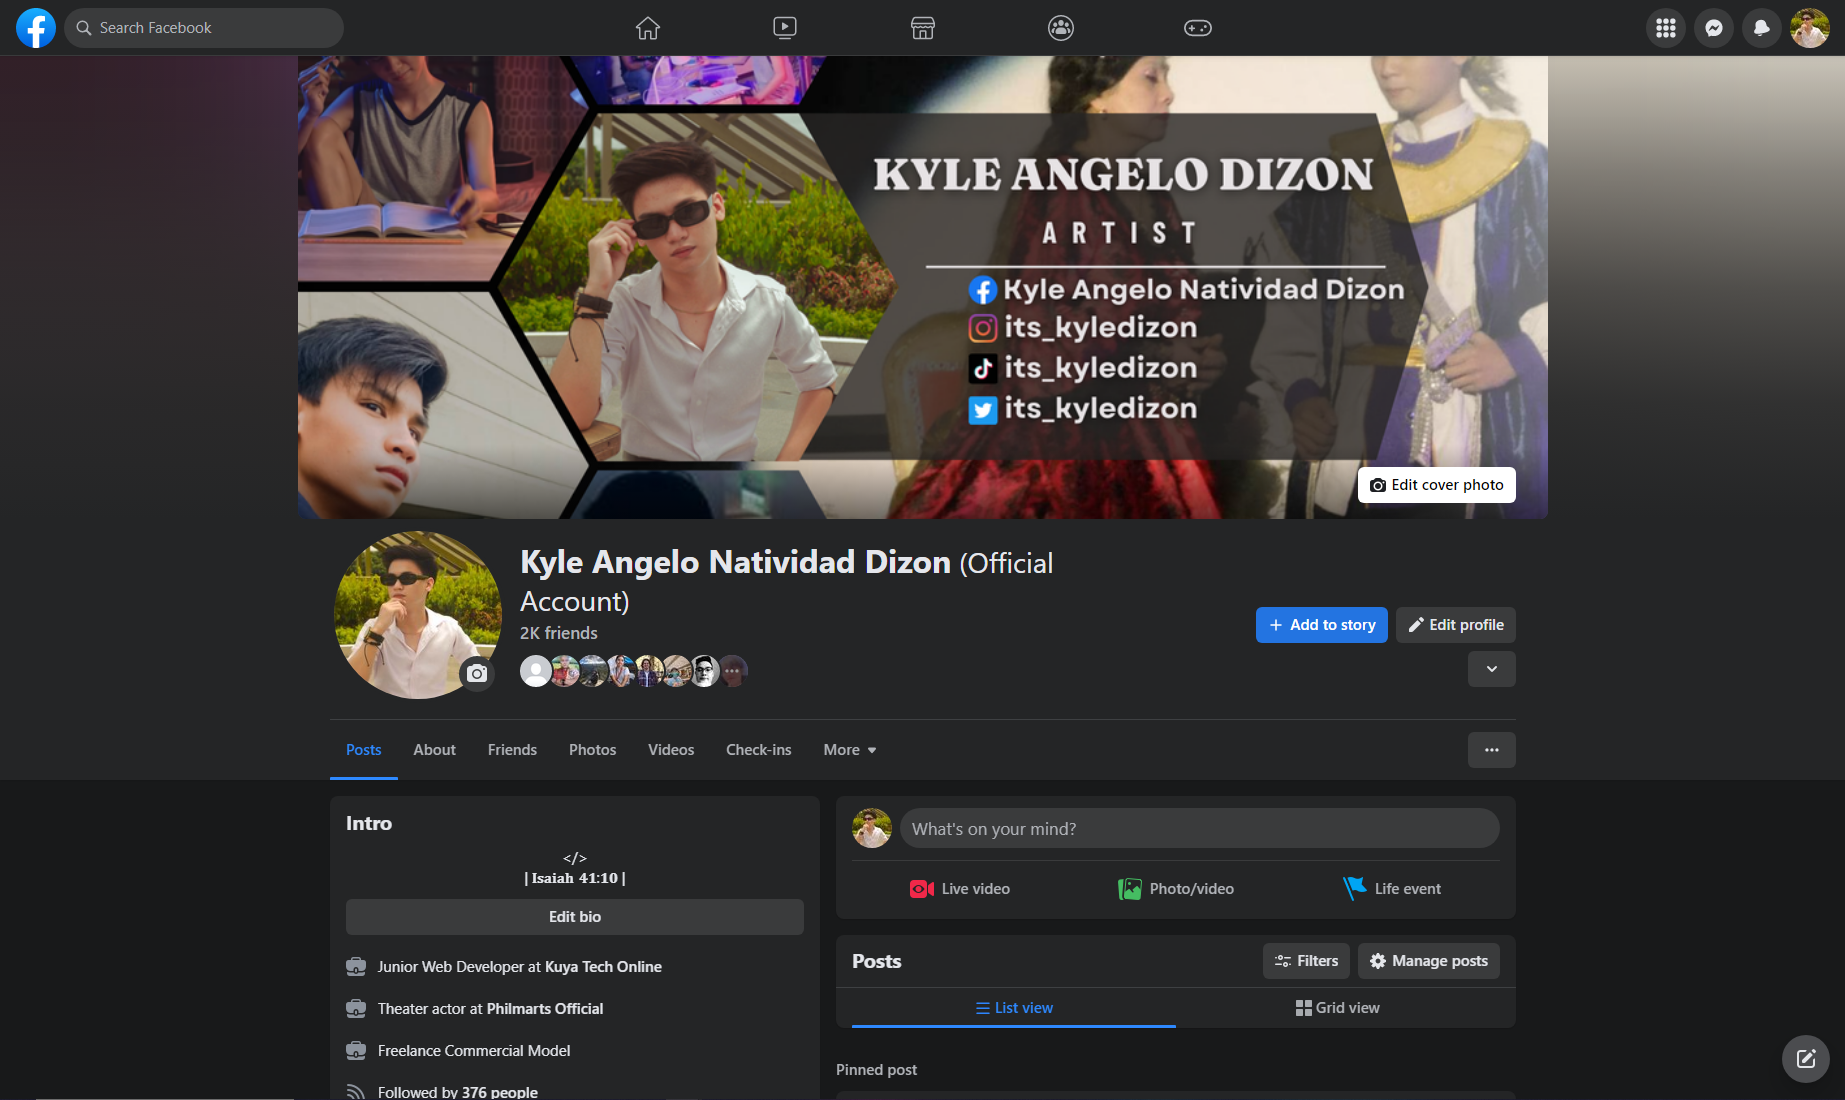 Search Facebook
KYLE ANGELO DIZON
ARTIST
Kyle Angelo Natividad Dizon
its_kyledizon
its_kyledizon
its_kyledizon
Edit cover photo
Kyle Angelo Natividad Dizon (Official
Account)
2K friends
Add to story
Edit profile
Posts
About
Friends
Photos
Videos
Check-ins
More
Intro
</>
| Isaiah 41:10 |
Edit bio
Junior Web Developer at Kuya Tech Online
Theater actor at Philmarts Official
Freelance Commercial Model
Followed by 376 people
What's on your mind?
Live video
Photo/video
Life event
Posts
Filters
Manage posts
List view
Grid view
Pinned post